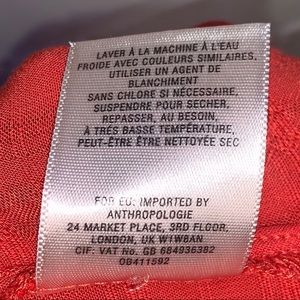 LAVER À LA MACHINE À L'EAU
FROIDE AVEC COULEURS SIMILAIRES,
UTILISER UN AGENT DE
BLANCHIMENT
SANS CHLORE SI NÉCESSAIRE,
SUSPENDRE POUR SECHER,
REPASSER, AU BESOIN,
À TRÉS BASSE TEMPÉRATURE,
PEUT-ÊTRE ÊTRE NETTOYÉE SEC
FOR EU: IMPORTED BY
ANTHROPOLOGIE
24 MARKET PLACE, 3RD FLOOR,
LONDON, UK W1W8AN
CIF: VAT No. GB 684936382
OB411592